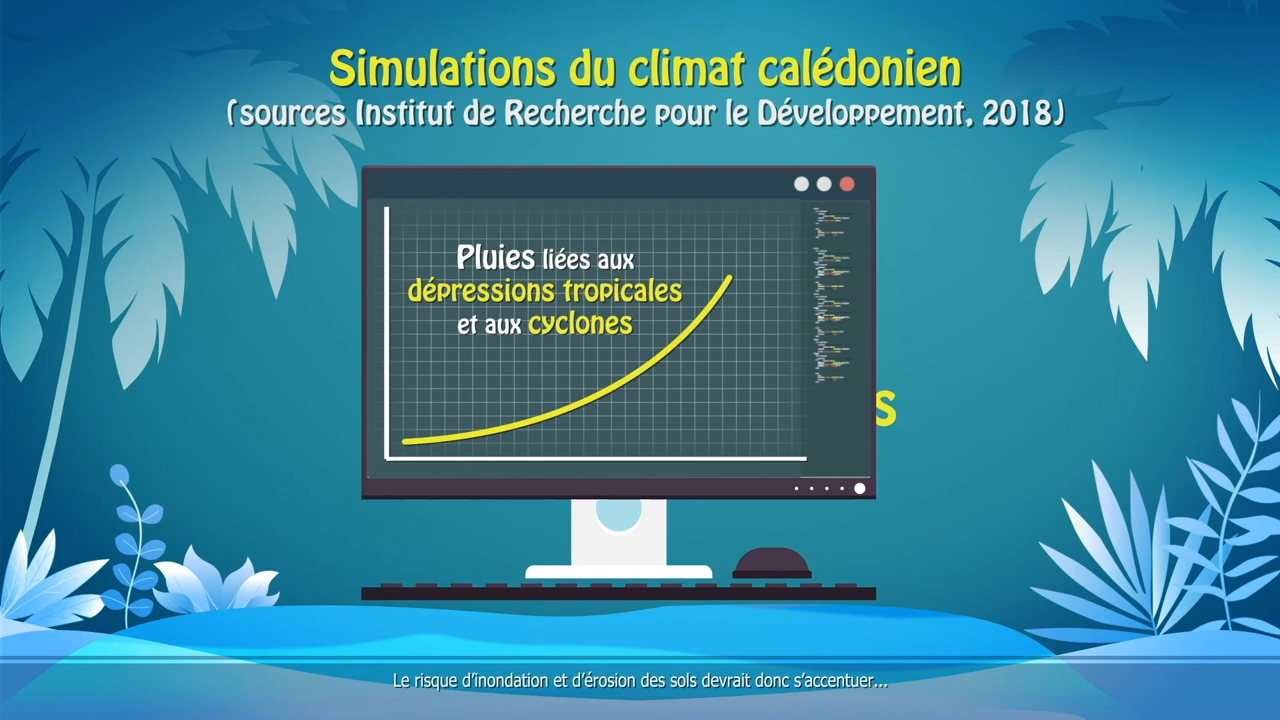 Simulations du climat calédonien
(sources Institut de Recherche pour le Développement, 2018)
Pluies liées aux
dépressions tropicales
et aux cyclones
s
Le risque d'inondation et d'érosion des sols devrait donc s'accentuer...